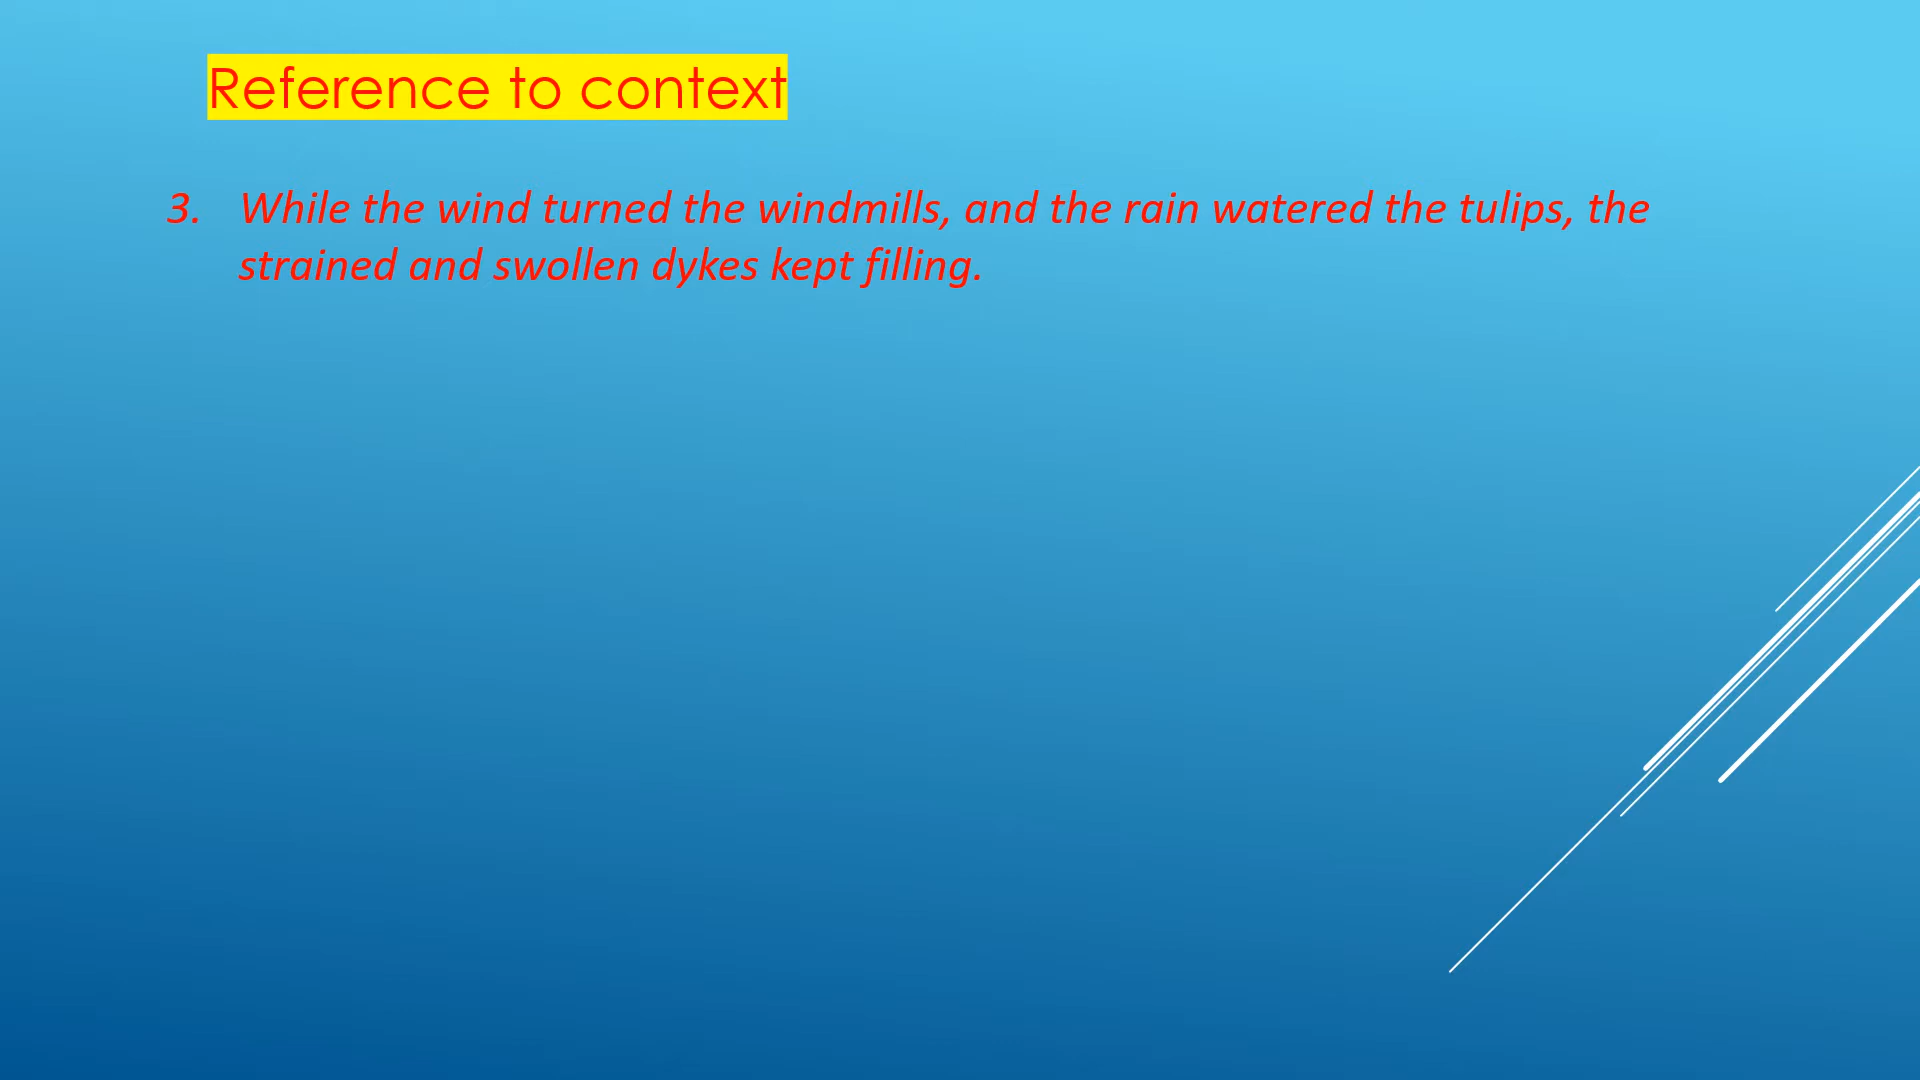 Reference to context
3. While the wind turned the windmills, and the rain watered the tulips, the
strained and swollen dykes kept filling.